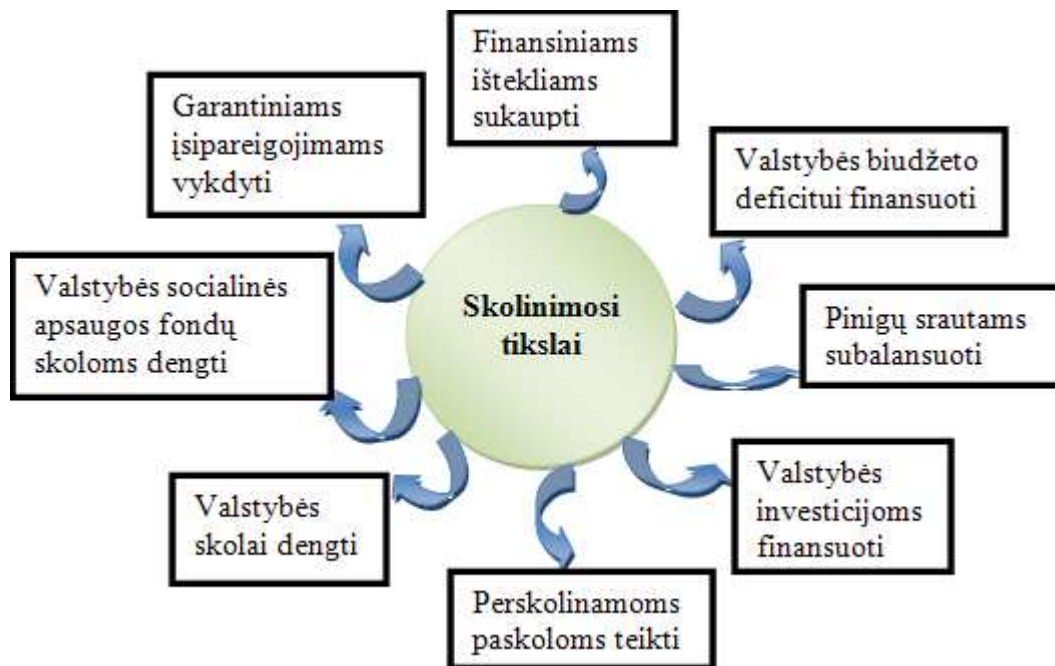 Finansiniams
ištekliams
sukaupti
Garantiniams
įsipareigojimams
vykdyti
Valstybės biudžeto
deficitui finansuoti
Valstybės socialinės
apsaugos fondų
skoloms dengti
Skolinimosi
tikslai
Pinigų srautams
subalansuoti
Valstybės
skolai dengti
Valstybės
investicijoms
finansuoti
Perskolinamoms
paskoloms teikti